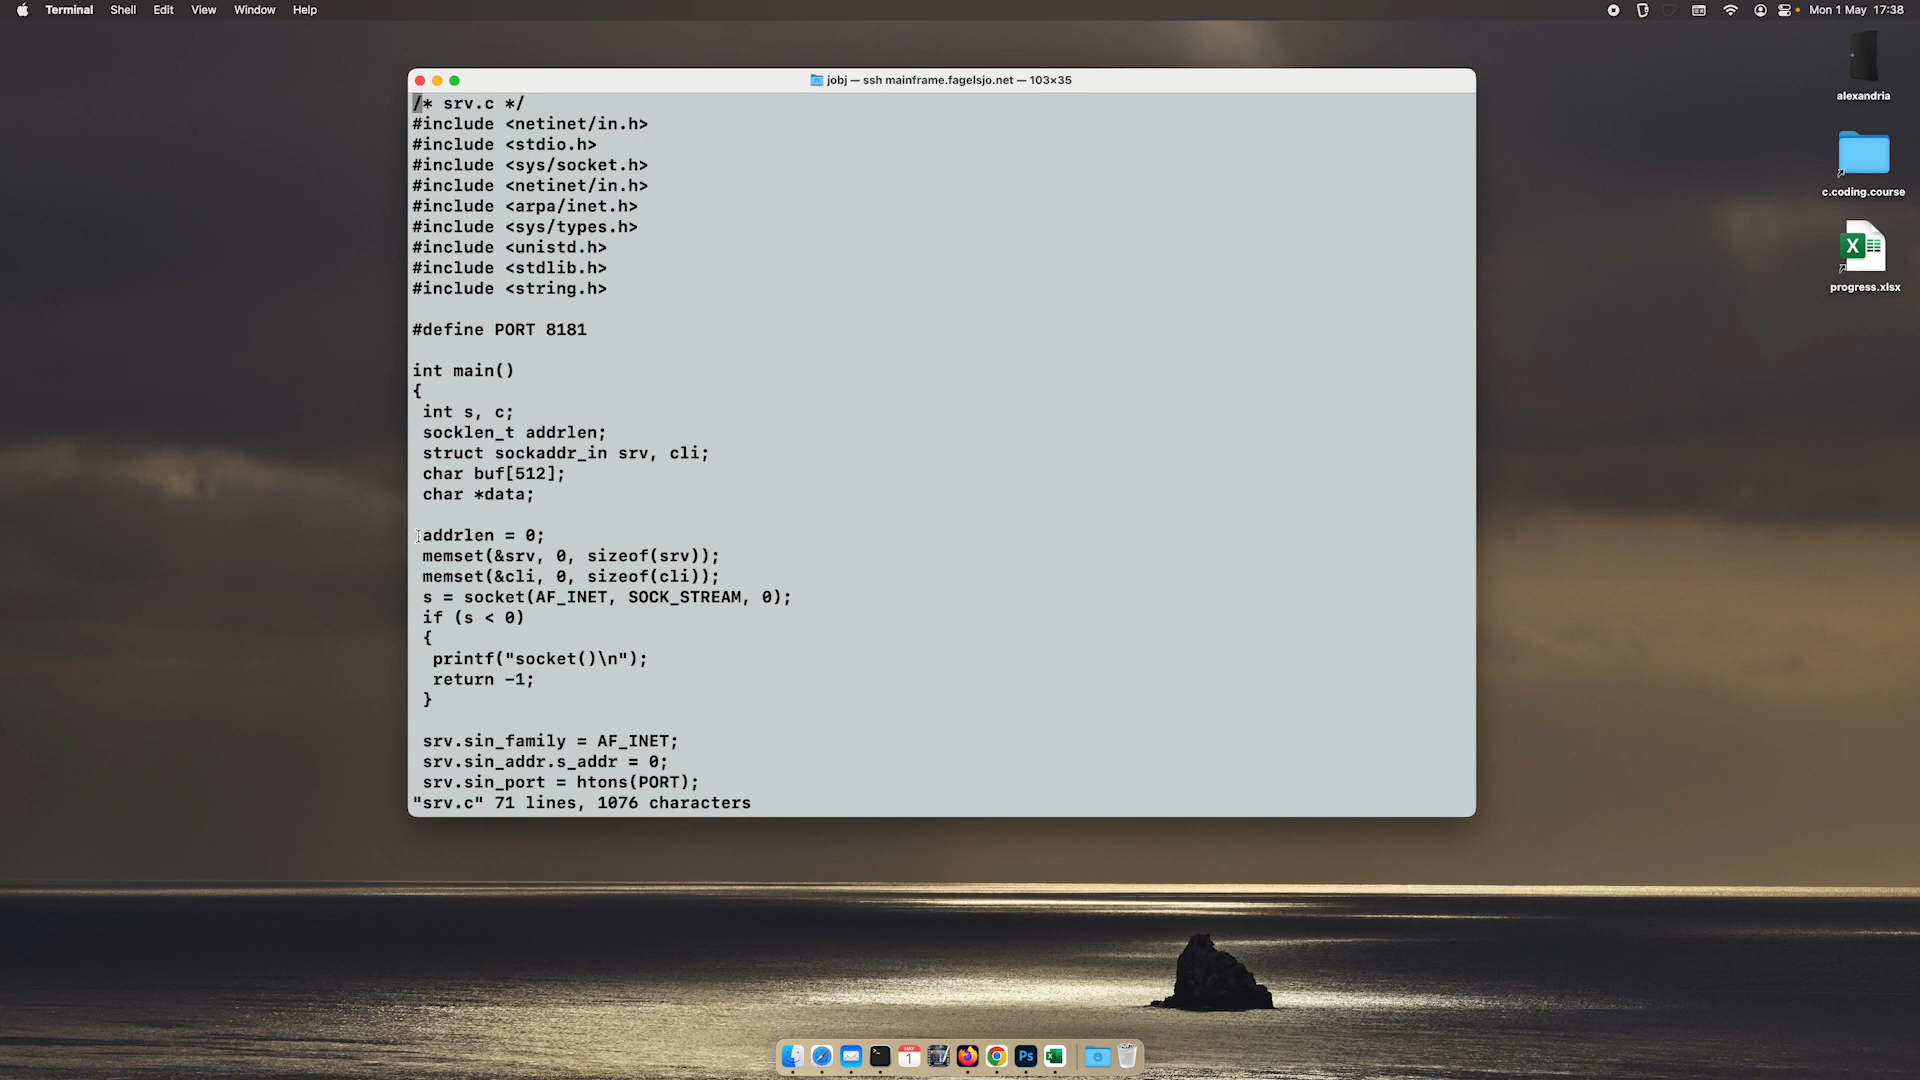 Terminal Shell Edit View Window Help
Mon 1 May 17:38
jobj — ssh mainframe.fagelsjo.net — 103×35
/* srv.c */
#include <netinet/in.h>
#include <stdio.h>
#include <sys/socket.h>
#include <netinet/in.h>
#include <arpa/inet.h>
#include <sys/types.h>
#include <unistd.h>
#include <stdlib.h>
#include <string.h>
#define PORT 8181
int main()
{
int s, c;
socklen_t addrlen;
struct sockaddr_in srv, cli;
char buf[512];
char *data;
addrlen = 0;
memset(&srv, 0, sizeof(srv));
memset(&cli, 0, sizeof(cli));
s = socket(AF_INET, SOCK_STREAM, 0);
if (s < 0)
{
printf("socket()\n");
return -1;
}
srv.sin_family = AF_INET;
srv.sin_addr.s_addr = 0;
srv.sin_port = htons(PORT);
"srv.c" 71 lines, 1076 characters
alexandria
c.coding.course
X
progress.xlsx
MAY
1
Ps
X